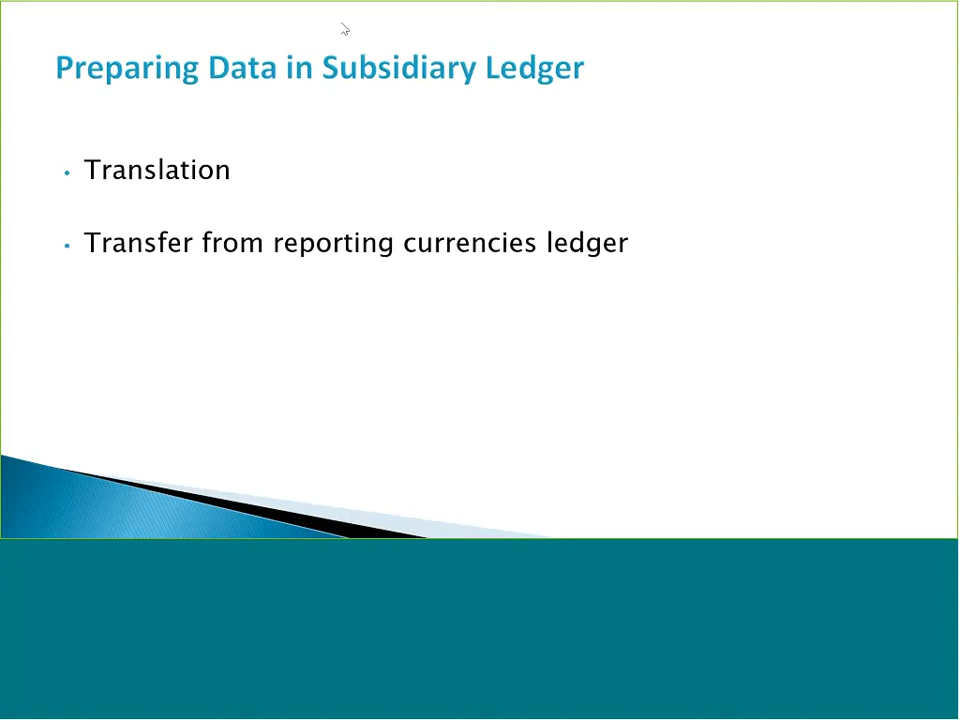 Preparing Data in Subsidiary Ledger
• Translation
• Transfer from reporting currencies ledger